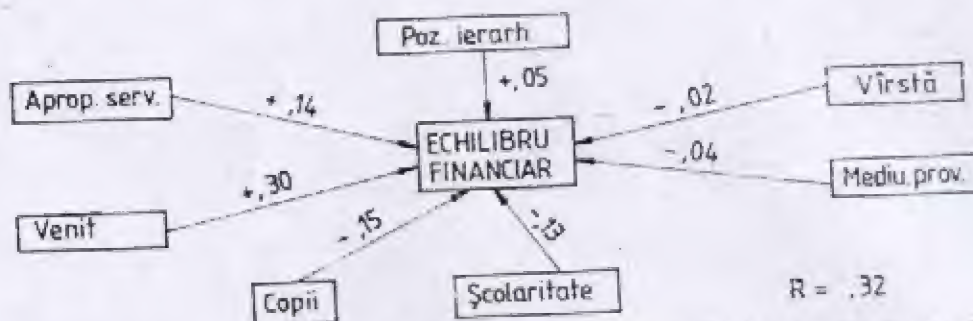 Poz. ierarh
+,05
Aprop. serv.
+,14
Vîrstă
-,02
ECHILIBRU
FINANCIAR
-,04
Mediu. prov.
+,30
Venit
-,15
-,13
Copii
Școlaritate
R = ,32